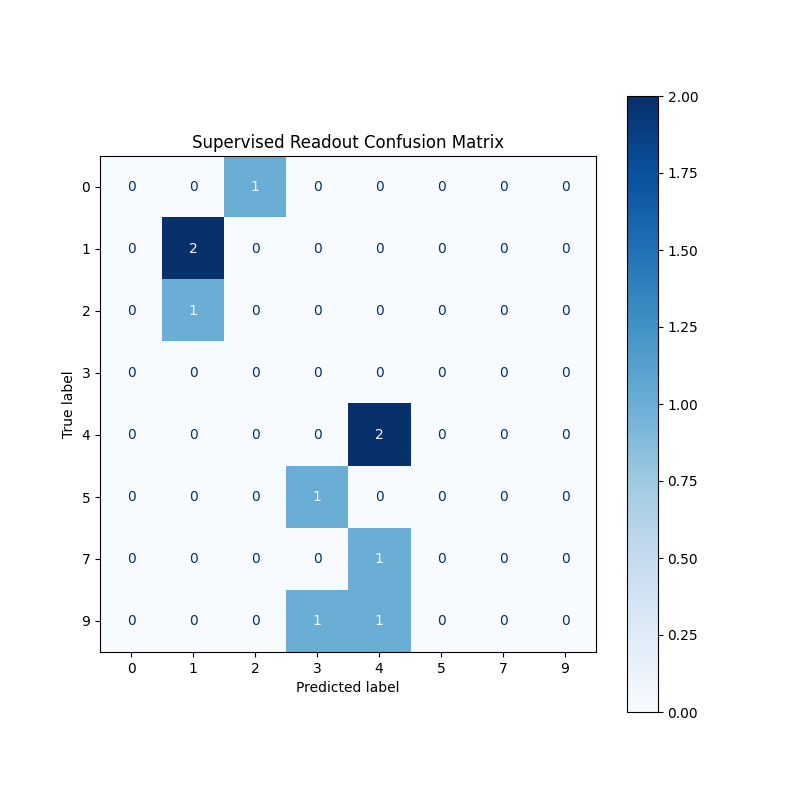 Supervised Readout Confusion Matrix
True label
0 0 0 1 0 0 0 0 0
1 0 2 0 0 0 0 0 0
2 0 1 0 0 0 0 0 0
3 0 0 0 0 0 0 0 0
4 0 0 0 0 2 0 0 0
5 0 0 0 1 0 0 0 0
7 0 0 0 0 1 0 0 0
9 0 0 0 1 1 0 0 0
0 1 2 3 4 5 7 9
Predicted label
2.00
1.75
1.50
1.25
1.00
0.75
0.50
0.25
0.00